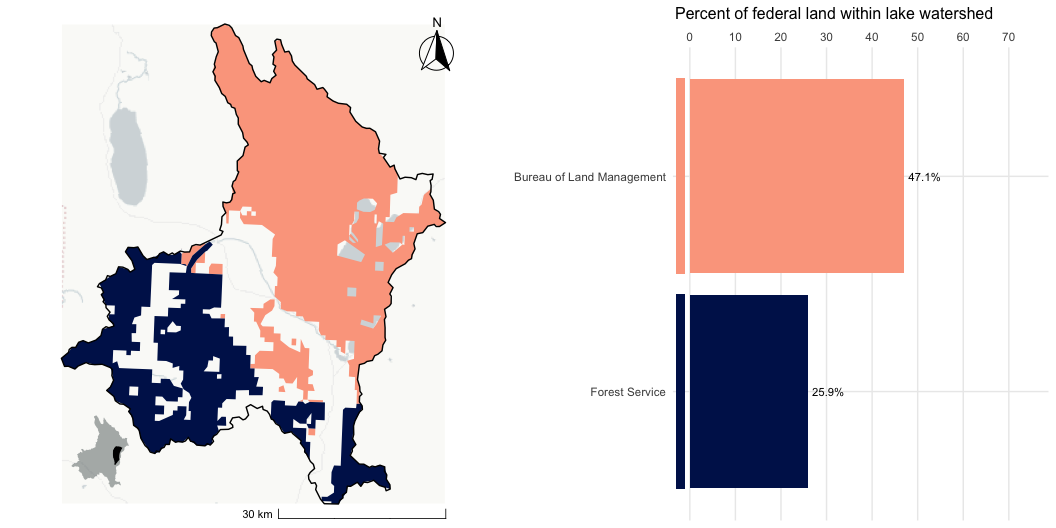 N
30 km
Percent of federal land within lake watershed
0 10 20 30 40 50 60 70
Bureau of Land Management 47.1%
Forest Service 25.9%